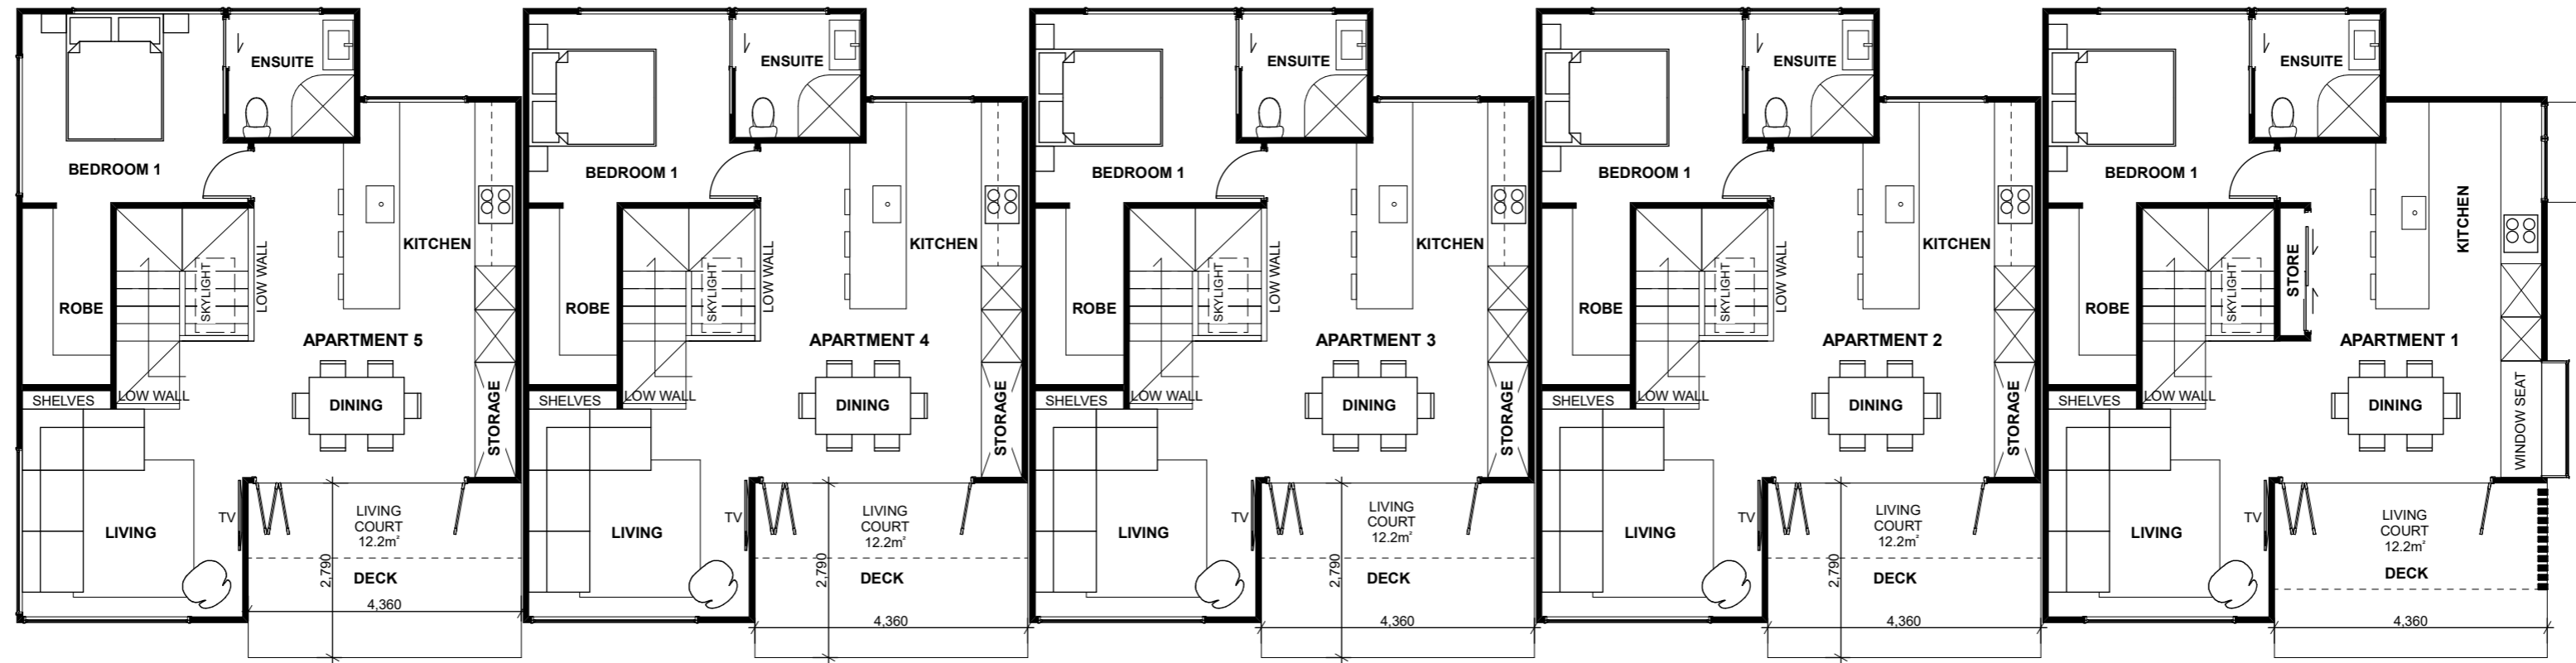 ENSUITE
BEDROOM 1
KITCHEN
SKYLIGHT
LOW WALL
ROBE
APARTMENT 5
SHELVES
LOW WALL
DINING
STORAGE
TV
LIVING
COURT
12.2m²
LIVING
2,790
DECK
4,360
ENSUITE
BEDROOM 1
KITCHEN
SKYLIGHT
LOW WALL
ROBE
APARTMENT 4
SHELVES
LOW WALL
DINING
STORAGE
TV
LIVING
COURT
12.2m²
LIVING
2,790
DECK
4,360
ENSUITE
BEDROOM 1
KITCHEN
SKYLIGHT
LOW WALL
ROBE
APARTMENT 3
SHELVES
LOW WALL
DINING
STORAGE
TV
LIVING
COURT
12.2m²
LIVING
2,790
DECK
4,360
ENSUITE
BEDROOM 1
KITCHEN
SKYLIGHT
LOW WALL
ROBE
APARTMENT 2
SHELVES
LOW WALL
DINING
STORAGE
TV
LIVING
COURT
12.2m²
LIVING
2,790
DECK
4,360
ENSUITE
BEDROOM 1
KITCHEN
SKYLIGHT
STORE
ROBE
APARTMENT 1
SHELVES
LOW WALL
DINING
WINDOW SEAT
TV
LIVING
COURT
12.2m²
LIVING
DECK
4,360